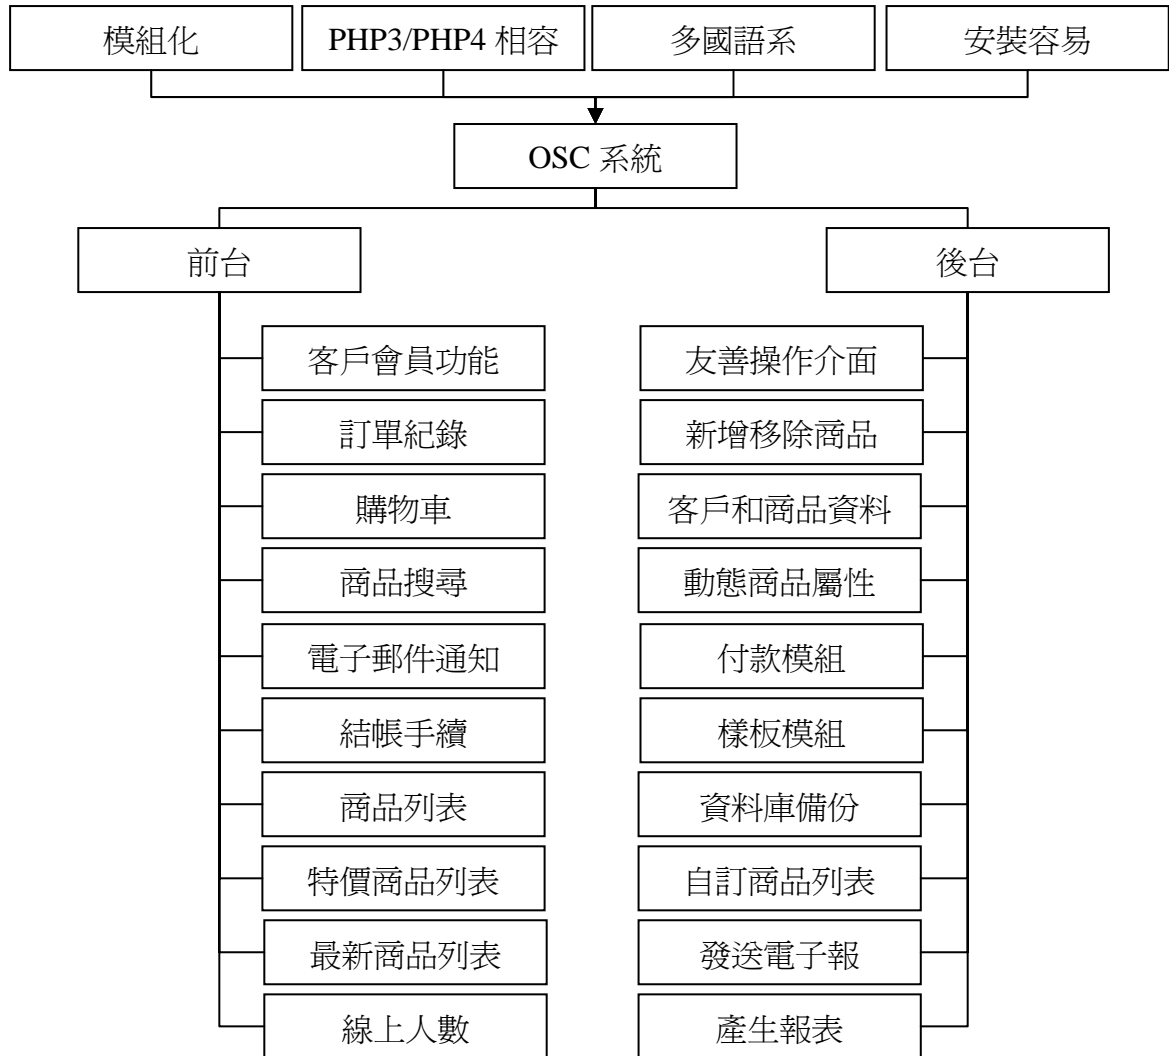 模組化
PHP3/PHP4 相容
多國語系
安裝容易
OSC 系統
前台
後台
客戶會員功能
友善操作介面
訂單紀錄
新增移除商品
購物車
客戶和商品資料
商品搜尋
動態商品屬性
電子郵件通知
付款模組
結帳手續
樣板模組
商品列表
資料庫備份
特價商品列表
自訂商品列表
最新商品列表
發送電子報
線上人數
產生報表